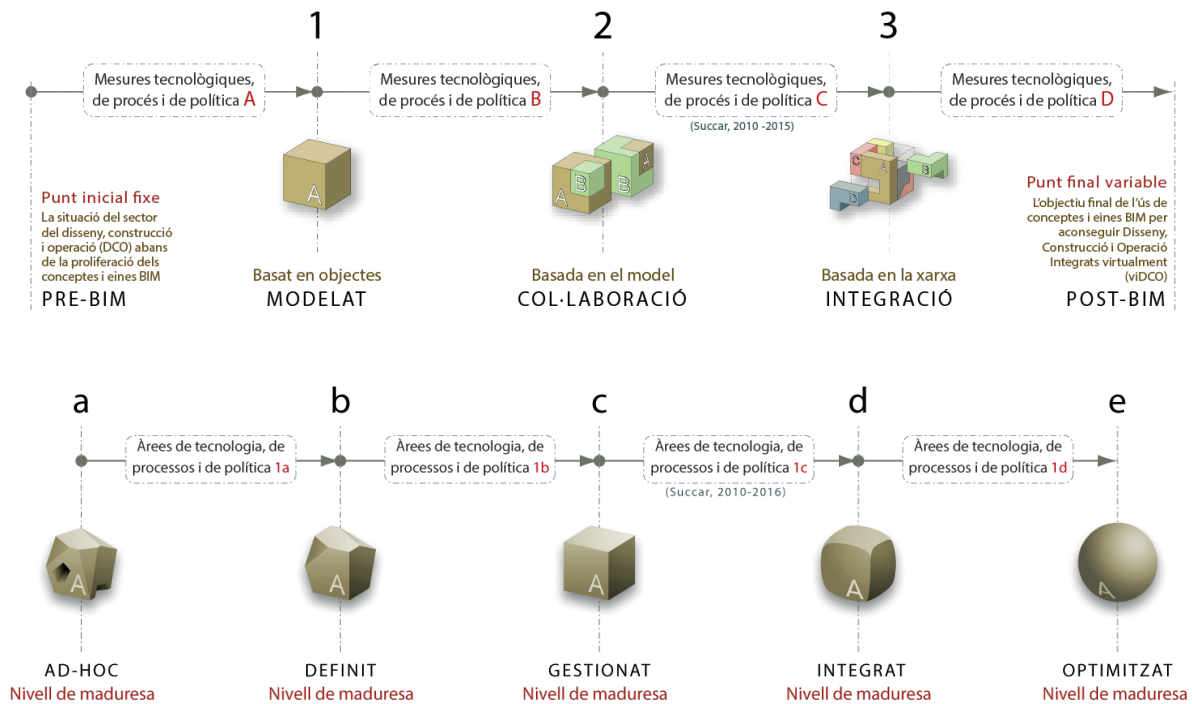 1
2
3
Mesures tecnològiques,
de procés i de política A
Mesures tecnològiques,
de procés i de política B
Mesures tecnològiques,
de procés i de política C
(Succar, 2010 -2015)
Mesures tecnològiques,
de procés i de política D
Punt inicial fixe
La situació del sector
del disseny, construcció
i operació (DCO) abans
de la proliferació dels
conceptes i eines BIM
PRE-BIM
A
Basat en objectes
MODELAT
A
B
B
A
Basada en el model
COL·LABORACIÓ
C
A
B
D
Basada en la xarxa
INTEGRACIÓ
Punt final variable
L'objectiu final de l'ús de
conceptes i eines BIM per
aconseguir Disseny,
Construcció i Operació
Integrats virtualment
(viDCO)
POST-BIM
a
b
c
d
e
Àrees de tecnologia, de
processos i de política 1a
Àrees de tecnologia, de
processos i de política 1b
Àrees de tecnologia, de
processos i de política 1c
(Succar, 2010-2016)
Àrees de tecnologia, de
processos i de política 1d
A
A
A
A
A
AD-HOC
Nivell de maduresa
DEFINIT
Nivell de maduresa
GESTIONAT
Nivell de maduresa
INTEGRAT
Nivell de maduresa
OPTIMITZAT
Nivell de maduresa